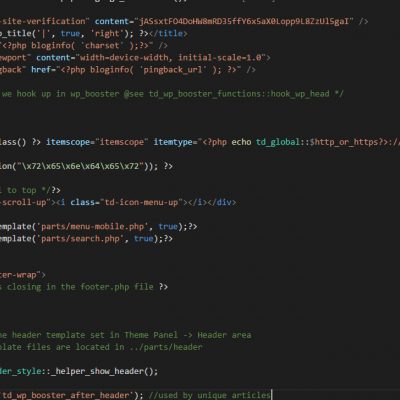 -site-verification" content="jASsxtFO4DoHW8mRD35ffY6x5aX0Lopp9L8ZzUl5gaI" />
p_title('|', true, 'right'); ?></title>
"<?php bloginfo( 'charset' );?>" />
ewport" content="width=device-width, initial-scale=1.0">
gback" href="<?php bloginfo( 'pingback_url' ); ?>" />
we hook up in wp_booster @see td_wp_booster_functions::hook_wp_head */
lass() ?> itemscope="itemscope" itemtype="<?php echo td_global::$http_or_https?>:/
ion("\x72\x65\x6e\x64\x65\x72")); ?>
l to top */?>
-scroll-up"><i class="td-icon-menu-up"></i></div>
emplate('parts/menu-mobile.php', true);?>
emplate('parts/search.php', true);?>
ter-wrap">
s closing in the footer.php file ?>
he header template set in Theme Panel -> Header area
plate files are located in ../parts/header
der_style::_helper_show_header();
'td_wp_booster_after_header'); //used by unique articles